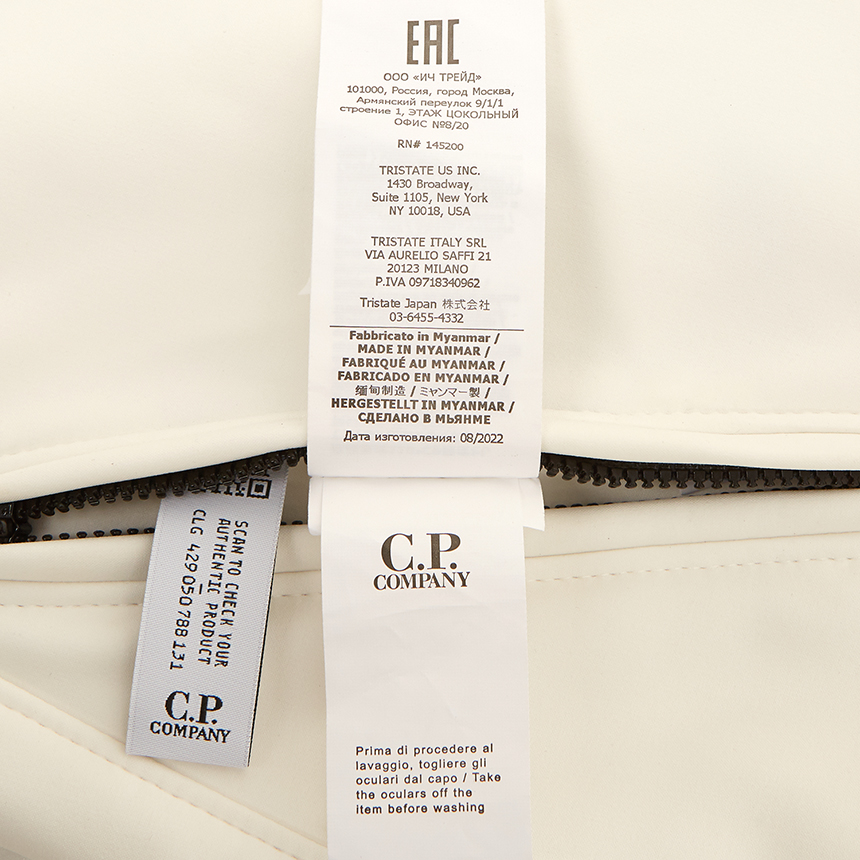 EAC
ООО «ИЧ ТРЕЙД»
101000, Россия, город Москва,
Армянский переулок 9/1/1
строение 1, ЭТАЖ ЦОКОЛЬНЫЙ
ОФИС №8/20
RN# 145200
TRISTATE US INC.
1430 Broadway,
Suite 1105, New York
NY 10018, USA
TRISTATE ITALY SRL
VIA AURELIO SAFFI 21
20123 MILANO
P.IVA 09718340962
Tristate Japan 株式会社
03-6455-4332
Fabbricato in Myanmar /
MADE IN MYANMAR /
FABRIQUÉ AU MYANMAR /
FABRICADO EN MYANMAR /
缅甸制造 / ミャンマー製 /
HERGESTELLT IN MYANMAR /
СДЕЛАНО В МЬЯНМЕ
Дата изготовления: 08/2022
SCAN TO CHECK YOUR
AUTHENTIC PRODUCT
CLG 429050788131
C.P.
COMPANY
C.P.
COMPANY
Prima di procedere al
lavaggio, togliere gli
oculari dal capo / Take
the oculars off the
item before washing